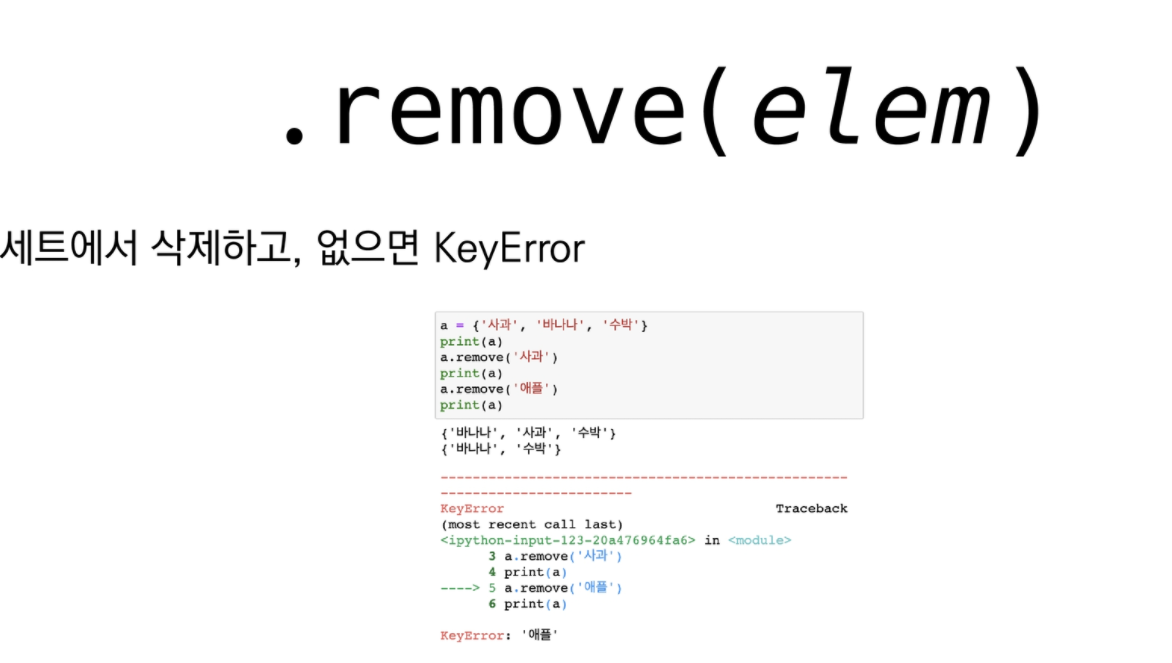 .remove(elem)
세트에서 삭제하고, 없으면 KeyError
a = {'사과', '바나나', '수박'}
print(a)
a.remove('사과')
print(a)
a.remove('애플')
print(a)
{'바나나', '사과', '수박'}
{'바나나', '수박'}
---------------------------------------------------
------------------------
KeyError                                  Traceback
(most recent call last)
<ipython-input-123-20a476964fa6> in <module>
      3 a.remove('사과')
      4 print(a)
----> 5 a.remove('애플')
      6 print(a)
KeyError: '애플'